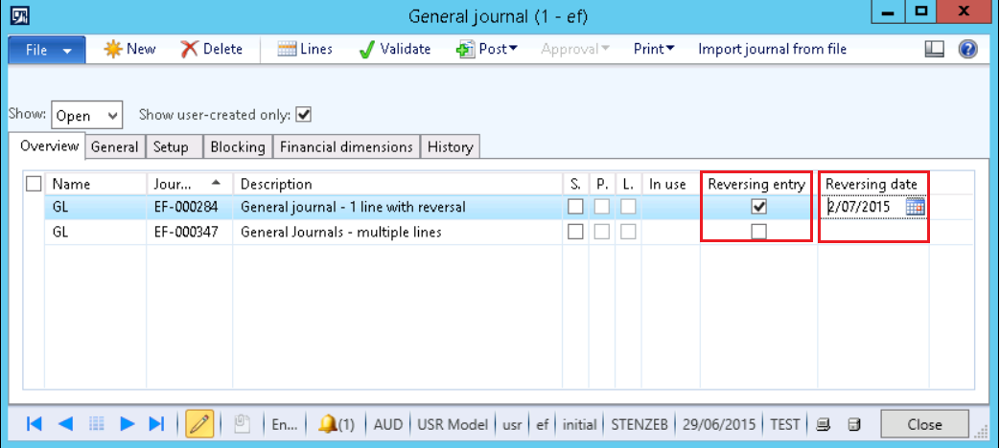 General journal (1 - ef)
File New Delete Lines Validate Post Approval Print Import journal from file
Show: Open Show user-created only:
Overview General Setup Blocking Financial dimensions History
Name Jour... Description S. P. L. In use Reversing entry Reversing date
GL EF-000284 General journal - 1 line with reversal 2/07/2015
GL EF-000347 General Journals - multiple lines
En... (1) AUD USR Model usr ef initial STENZEB 29/06/2015 TEST Close